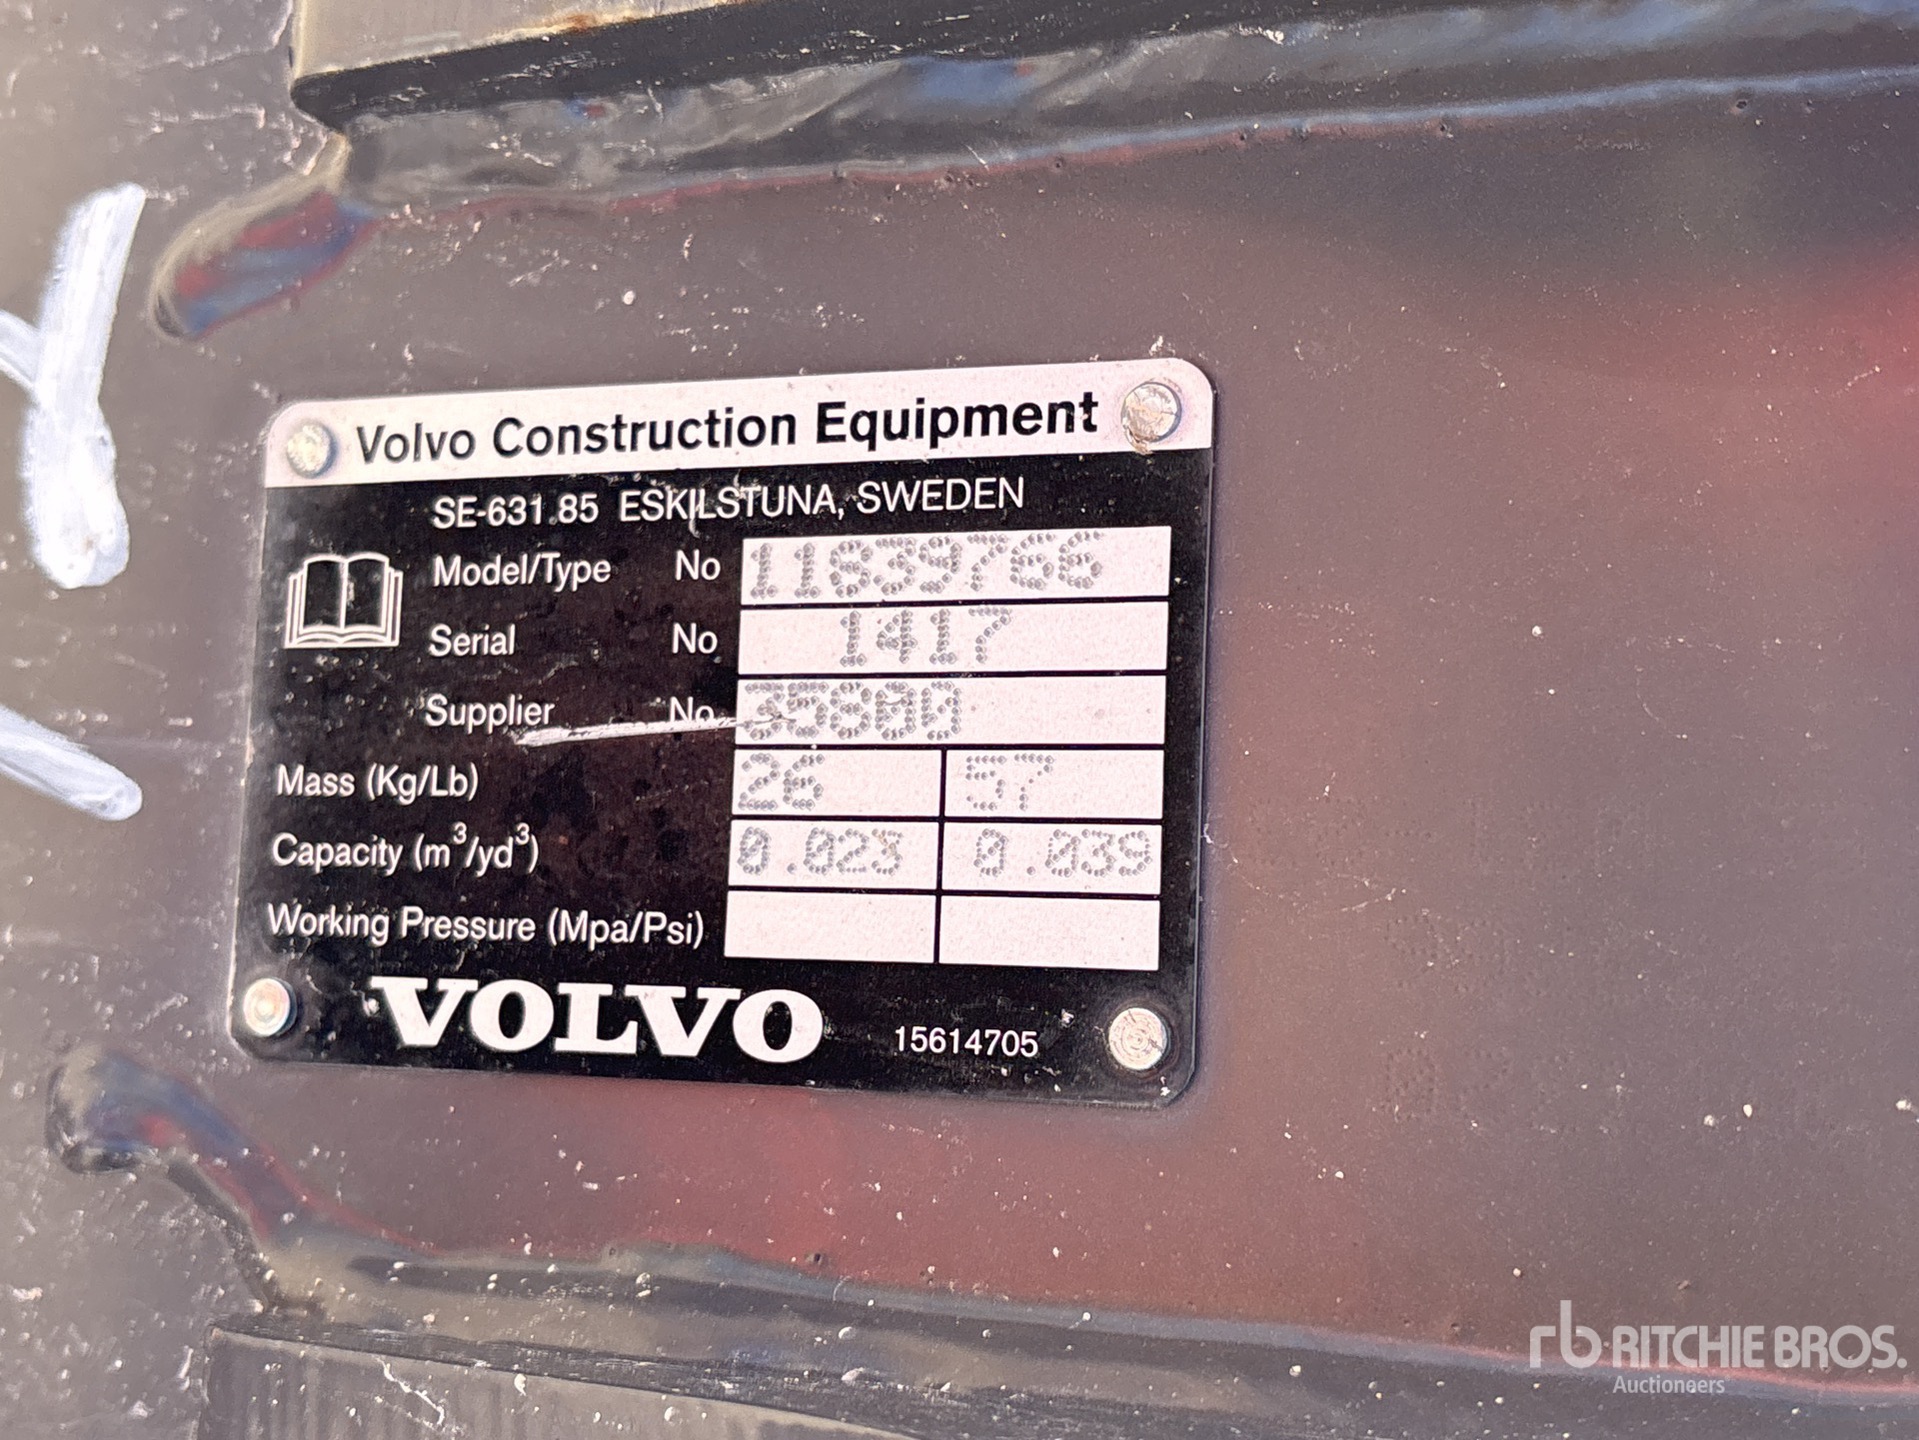 Volvo Construction Equipment
SE-631.85 ESKILSTUNA, SWEDEN
Model/Type No 11839766
Serial No 1417
Supplier No 35800
Mass (Kg/Lb) 26 57
Capacity (m³/yd³) 0.023 0.039
Working Pressure (Mpa/Psi)
VOLVO 15614705
rb RITCHIE BROS.
Auctioneers